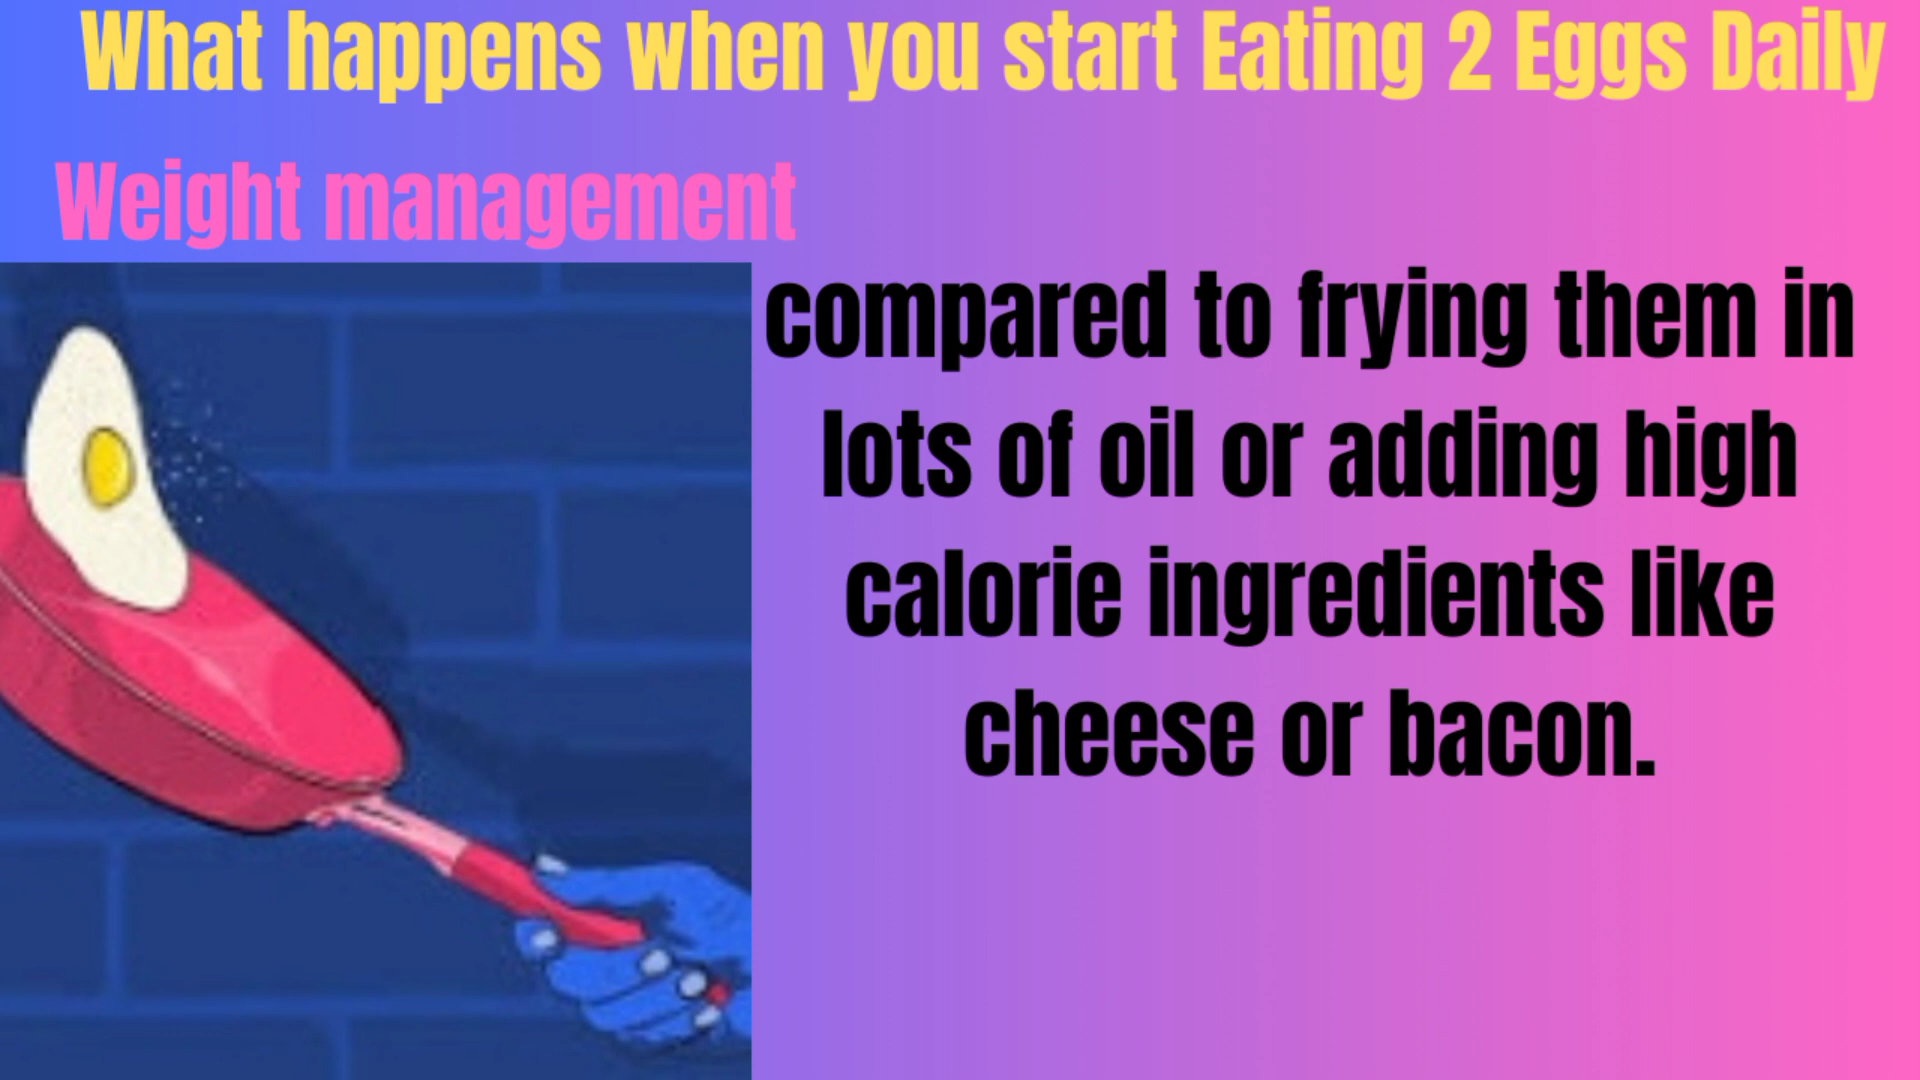 What happens when you start Eating 2 Eggs Daily
Weight management
compared to frying them in
lots of oil or adding high
calorie ingredients like
cheese or bacon.